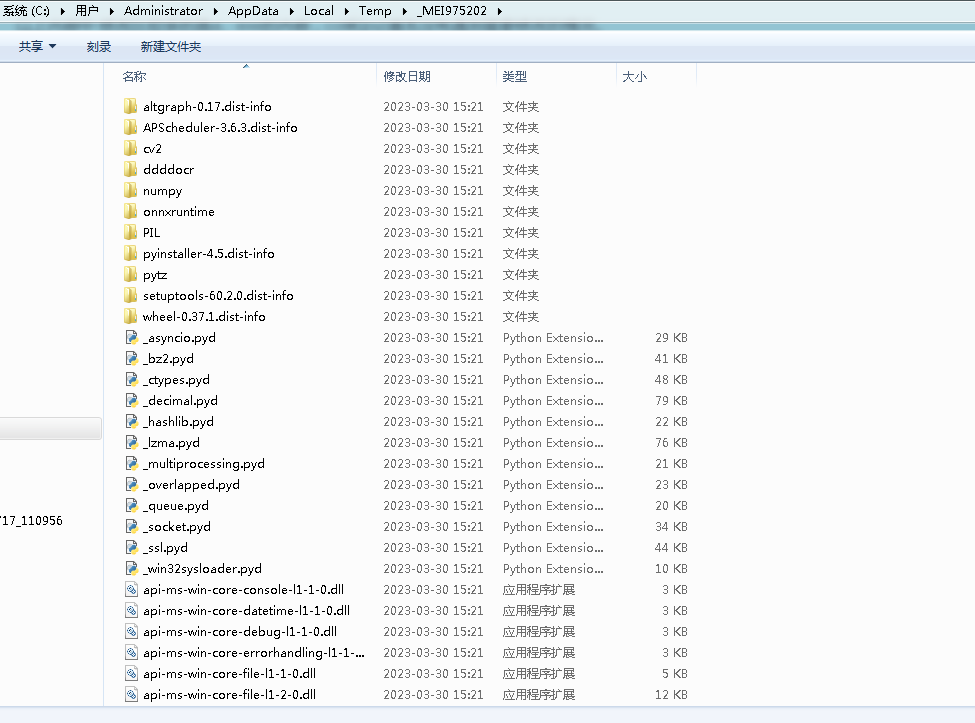 系统 (C:) ▸ 用户 ▸ Administrator ▸ AppData ▸ Local ▸ Temp ▸ _MEI975202 ▸
共享 刻录 新建文件夹
名称 修改日期 类型 大小
altgraph-0.17.dist-info 2023-03-30 15:21 文件夹
APScheduler-3.6.3.dist-info 2023-03-30 15:21 文件夹
cv2 2023-03-30 15:21 文件夹
ddddocr 2023-03-30 15:21 文件夹
numpy 2023-03-30 15:21 文件夹
onnxruntime 2023-03-30 15:21 文件夹
PIL 2023-03-30 15:21 文件夹
pyinstaller-4.5.dist-info 2023-03-30 15:21 文件夹
pytz 2023-03-30 15:21 文件夹
setuptools-60.2.0.dist-info 2023-03-30 15:21 文件夹
wheel-0.37.1.dist-info 2023-03-30 15:21 文件夹
_asyncio.pyd 2023-03-30 15:21 Python Extensio... 29 KB
_bz2.pyd 2023-03-30 15:21 Python Extensio... 41 KB
_ctypes.pyd 2023-03-30 15:21 Python Extensio... 48 KB
_decimal.pyd 2023-03-30 15:21 Python Extensio... 79 KB
_hashlib.pyd 2023-03-30 15:21 Python Extensio... 22 KB
_lzma.pyd 2023-03-30 15:21 Python Extensio... 76 KB
_multiprocessing.pyd 2023-03-30 15:21 Python Extensio... 21 KB
_overlapped.pyd 2023-03-30 15:21 Python Extensio... 23 KB
_queue.pyd 2023-03-30 15:21 Python Extensio... 20 KB
17_110956
_socket.pyd 2023-03-30 15:21 Python Extensio... 34 KB
_ssl.pyd 2023-03-30 15:21 Python Extensio... 44 KB
_win32sysloader.pyd 2023-03-30 15:21 Python Extensio... 10 KB
api-ms-win-core-console-l1-1-0.dll 2023-03-30 15:21 应用程序扩展 3 KB
api-ms-win-core-datetime-l1-1-0.dll 2023-03-30 15:21 应用程序扩展 3 KB
api-ms-win-core-debug-l1-1-0.dll 2023-03-30 15:21 应用程序扩展 3 KB
api-ms-win-core-errorhandling-l1-1-... 2023-03-30 15:21 应用程序扩展 3 KB
api-ms-win-core-file-l1-1-0.dll 2023-03-30 15:21 应用程序扩展 5 KB
api-ms-win-core-file-l1-2-0.dll 2023-03-30 15:21 应用程序扩展 12 KB